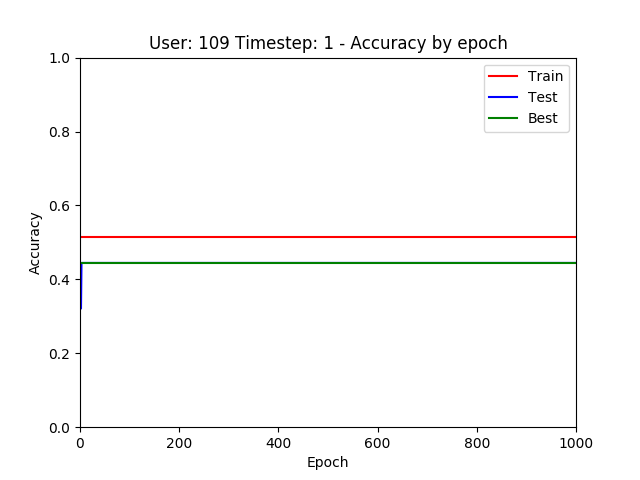 User: 109 Timestep: 1 - Accuracy by epoch
1.0
0.8
0.6
0.4
0.2
0.0
Accuracy
Train
Test
Best
0 200 400 600 800 1000
Epoch